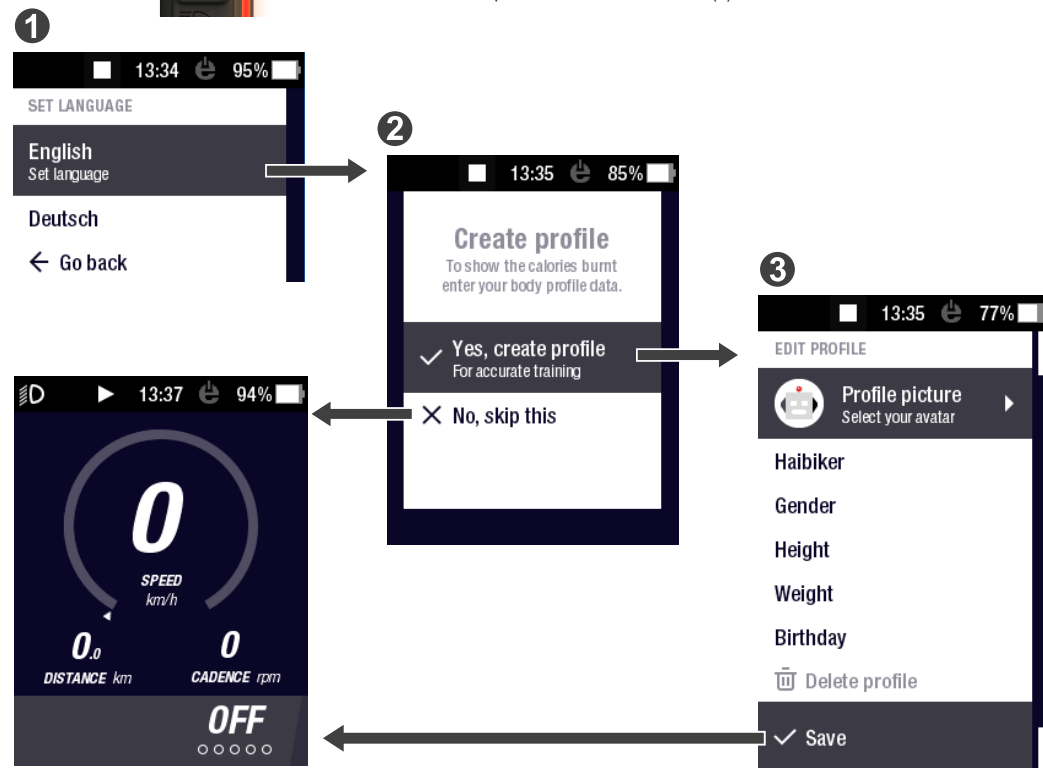 1
13:34 95%
SET LANGUAGE
English
Set language
Deutsch
Go back
2
13:35 85%
Create profile
To show the calories burnt
enter your body profile data.
Yes, create profile
For accurate training
No, skip this
3
13:35 77%
EDIT PROFILE
Profile picture
Select your avatar
Haibiker
Gender
Height
Weight
Birthday
Delete profile
Save
13:37 94%
0
SPEED
km/h
0.0 0
DISTANCE km CADENCE rpm
OFF